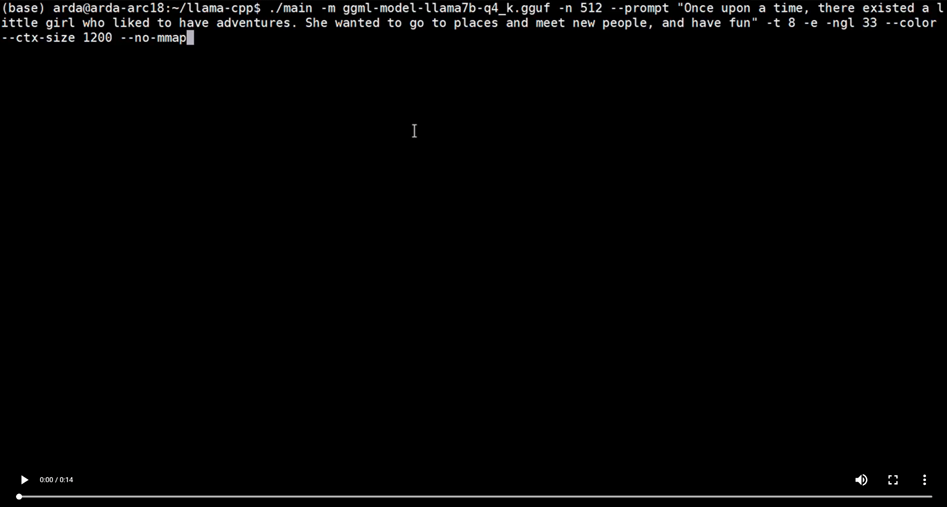 (base) arda@arda-arc18:~/llama-cpp$ ./main -m ggml-model-llama7b-q4_k.gguf -n 512 --prompt "Once upon a time, there existed a l
ittle girl who liked to have adventures. She wanted to go to places and meet new people, and have fun" -t 8 -e -ngl 33 --color
--ctx-size 1200 --no-mmap
0:00 / 0:14